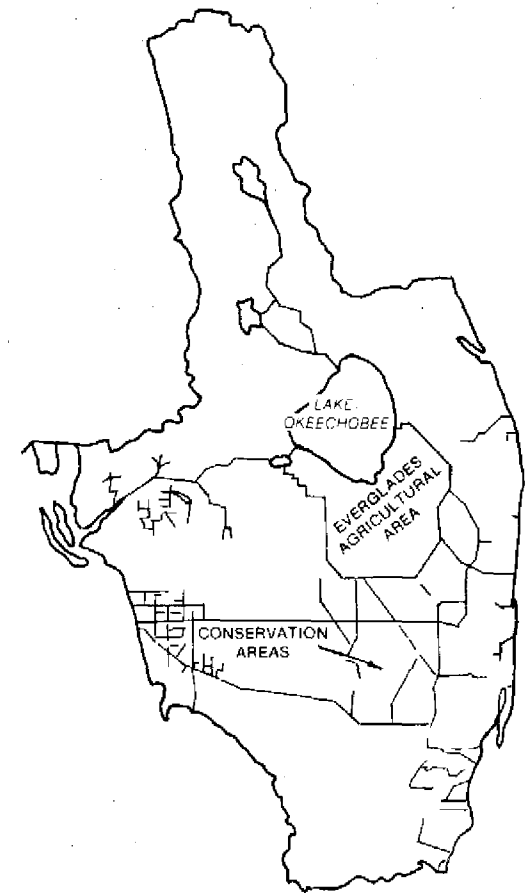 LAKE
OKEECHOBEE
EVERGLADES
AGRICULTURAL
AREA
CONSERVATION
AREAS